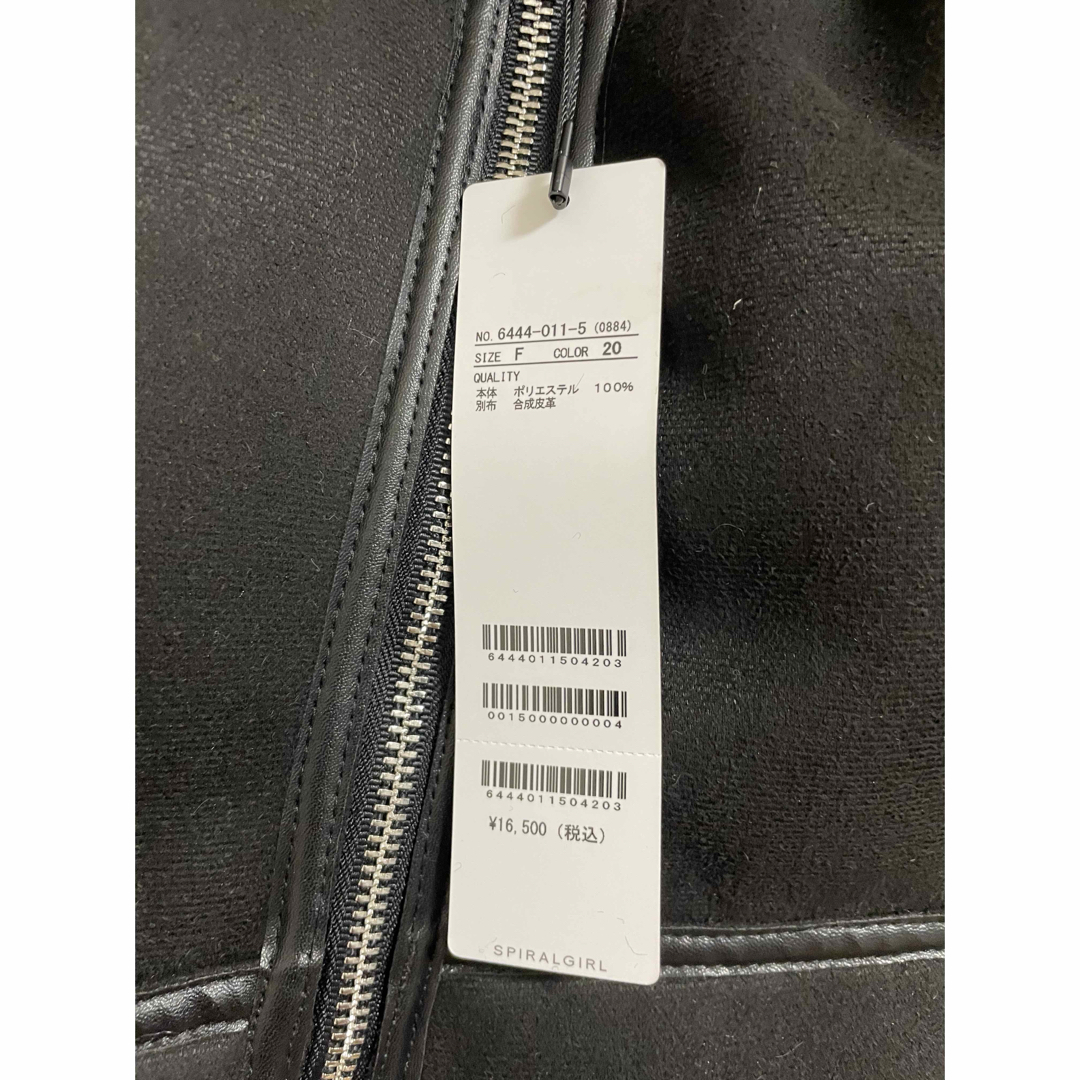 NO. 6444-011-5 (0884)
SIZE F COLOR 20
QUALITY
本体 ポリエステル 100%
別布 合成皮革
6444011504203
0015000000004
6444011504203
¥16,500 (税込)
SPIRALGIRL